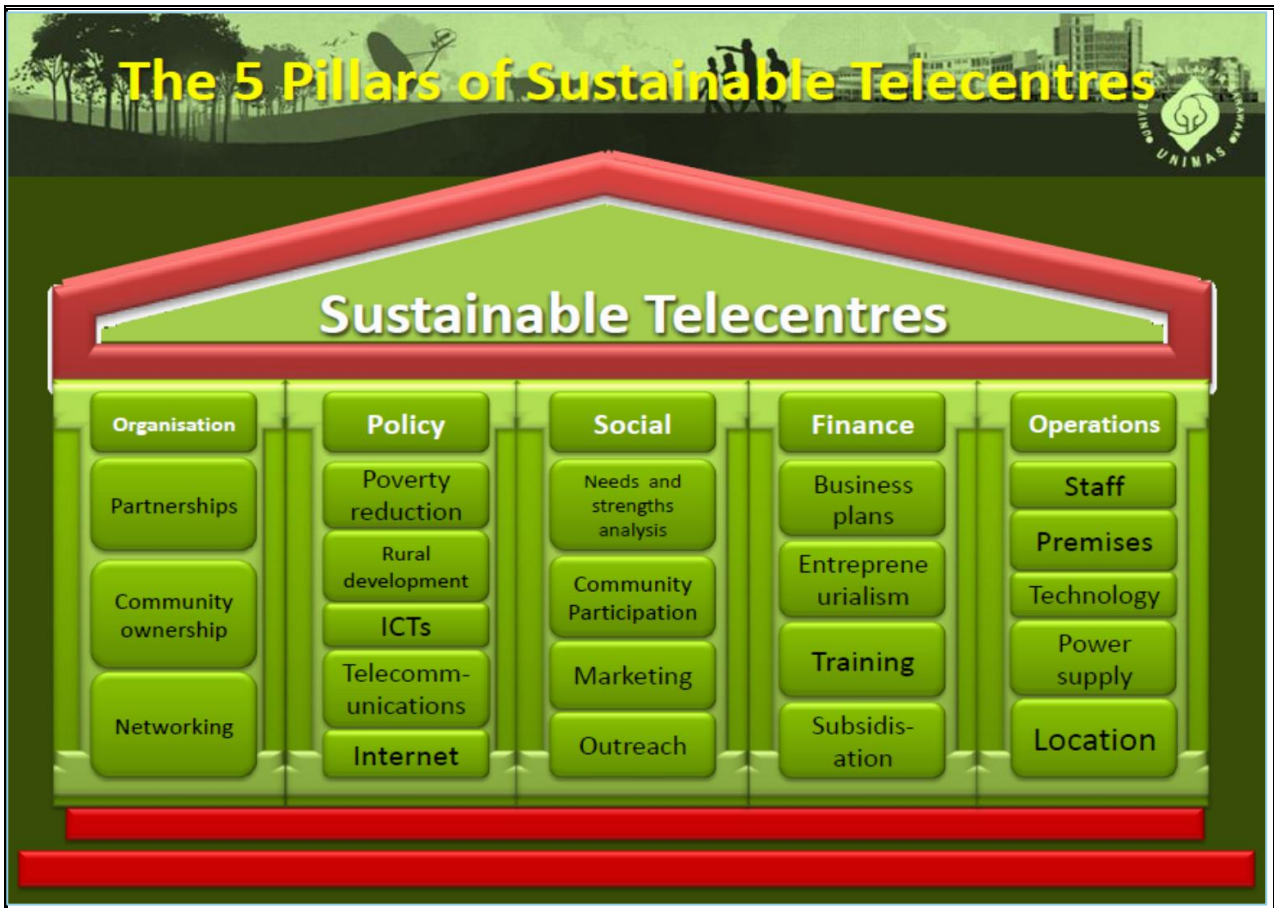 The 5 Pillars of Sustainable Telecentres
UNIMAS
Sustainable Telecentres
Organisation
Partnerships
Community
ownership
Networking
Policy
Poverty
reduction
Rural
development
ICTs
Telecomm-
unications
Internet
Social
Needs and
strengths
analysis
Community
Participation
Marketing
Outreach
Finance
Business
plans
Entreprene
urialism
Training
Subsidis-
ation
Operations
Staff
Premises
Technology
Power
supply
Location